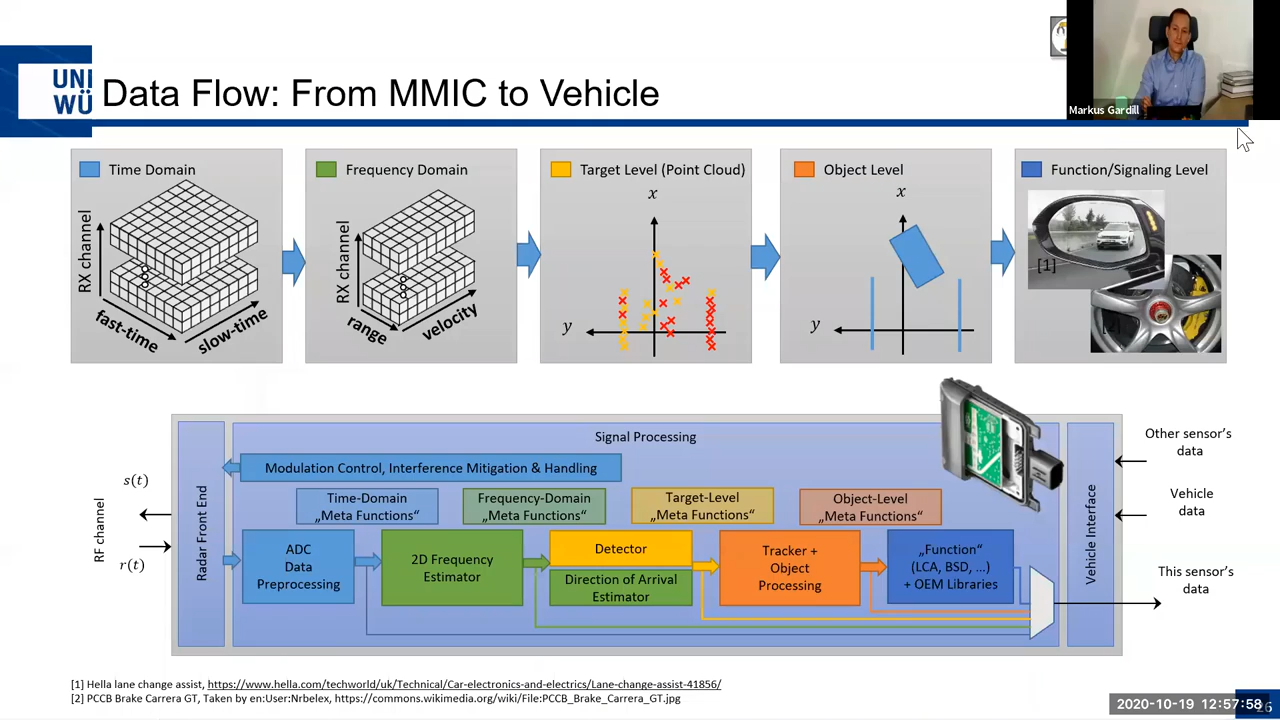 UNI
WÜ
Data Flow: From MMIC to Vehicle
Markus Gardill
Time Domain
RX channel
fast-time
slow-time
Frequency Domain
RX channel
range
velocity
Target Level (Point Cloud)
x
y
Object Level
x
y
Function/Signaling Level
[1]
Signal Processing
Modulation Control, Interference Mitigation & Handling
Time-Domain
„Meta Functions“
Frequency-Domain
„Meta Functions“
Target-Level
„Meta Functions“
Object-Level
„Meta Functions“
RF channel
s(t)
r(t)
Radar Front End
ADC
Data
Preprocessing
2D Frequency
Estimator
Detector
Direction of Arrival
Estimator
Tracker +
Object
Processing
„Function“
(LCA, BSD, …)
+ OEM Libraries
Vehicle Interface
Other sensor’s
data
Vehicle
data
This sensor’s
data
[1] Hella lane change assist, https://www.hella.com/techworld/uk/Technical/Car-electronics-and-electrics/Lane-change-assist-41856/
[2] PCCB Brake Carrera GT, Taken by en:User:Nrbelex, https://commons.wikimedia.org/wiki/File:PCCB_Brake_Carrera_GT.jpg
2020-10-19 12:57:58